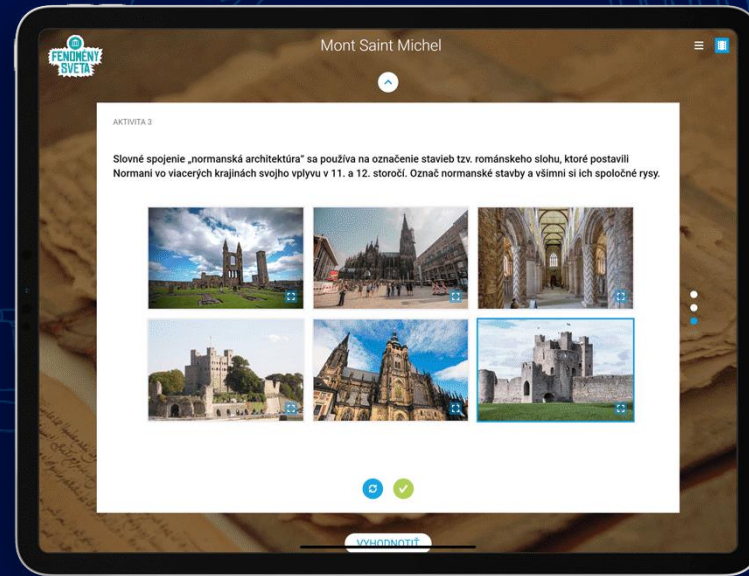 FENOMÉNY
SVETA
Mont Saint Michel
AKTIVITA 3
Slovné spojenie „normanská architektúra“ sa používa na označenie stavieb tzv. románskeho slohu, ktoré postavili
Normani vo viacerých krajinách svojho vplyvu v 11. a 12. storočí. Označ normanské stavby a všimni si ich spoločné rysy.
VYHODNOTIŤ